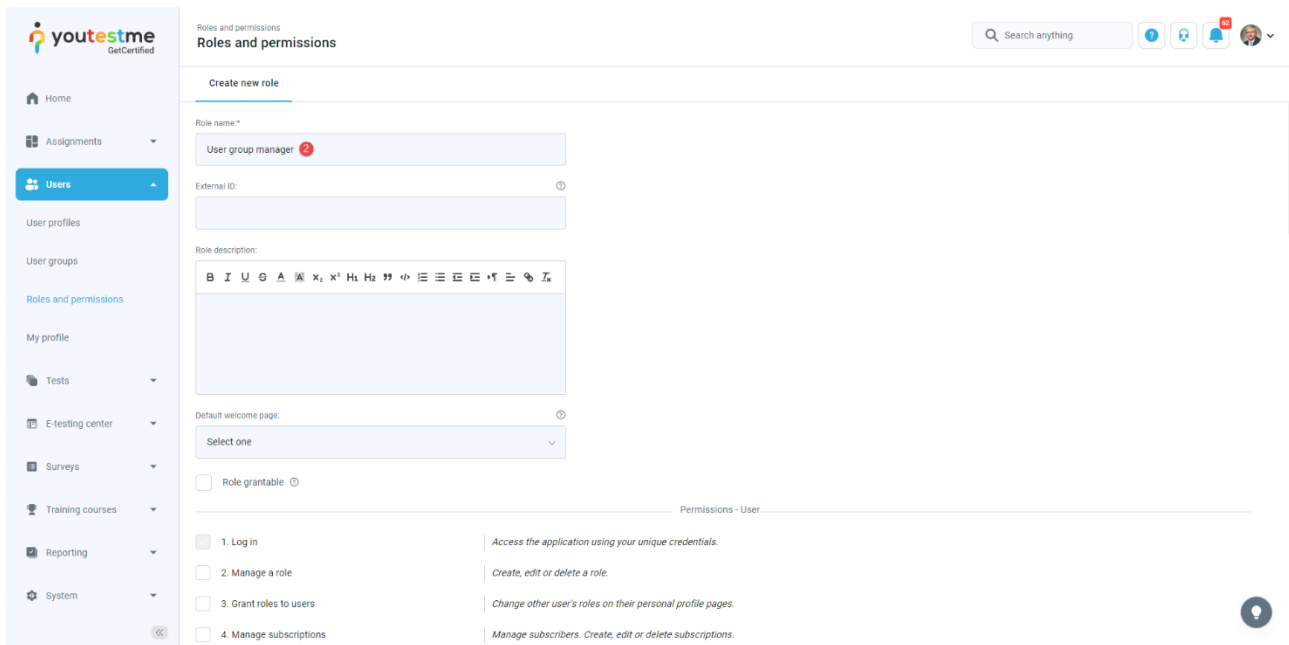 youtestme
GetCertified
Home
Assignments
Users
User profiles
User groups
Roles and permissions
My profile
Tests
E-testing center
Surveys
Training courses
Reporting
System
Roles and permissions
Roles and permissions
Search anything
52
Create new role
Role name:*
User group manager 2
External ID:
Role description:
B I U S A A X₂ X² H1 H2
Default welcome page:
Select one
Role grantable
Permissions - User
1. Log in Access the application using your unique credentials.
2. Manage a role Create, edit or delete a role.
3. Grant roles to users Change other user's roles on their personal profile pages.
4. Manage subscriptions Manage subscribers. Create, edit or delete subscriptions.